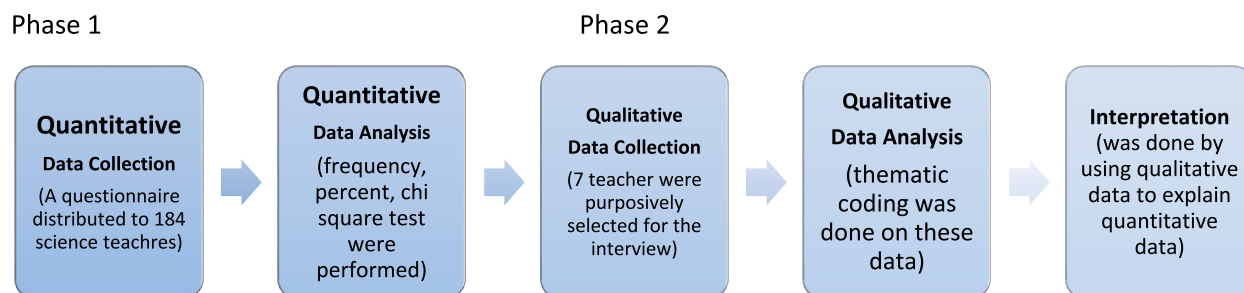 Phase 1
Phase 2
Quantitative
Data Collection
(A questionnaire
distributed to 184
science teachres)
Quantitative
Data Analysis
(frequency,
percent, chi
square test
were
performed)
Qualitative
Data Collection
(7 teacher were
purposively
selected for the
interview)
Qualitative
Data Analysis
(thematic
coding was
done on these
data)
Interpretation
(was done by
using qualitative
data to explain
quantitative
data)